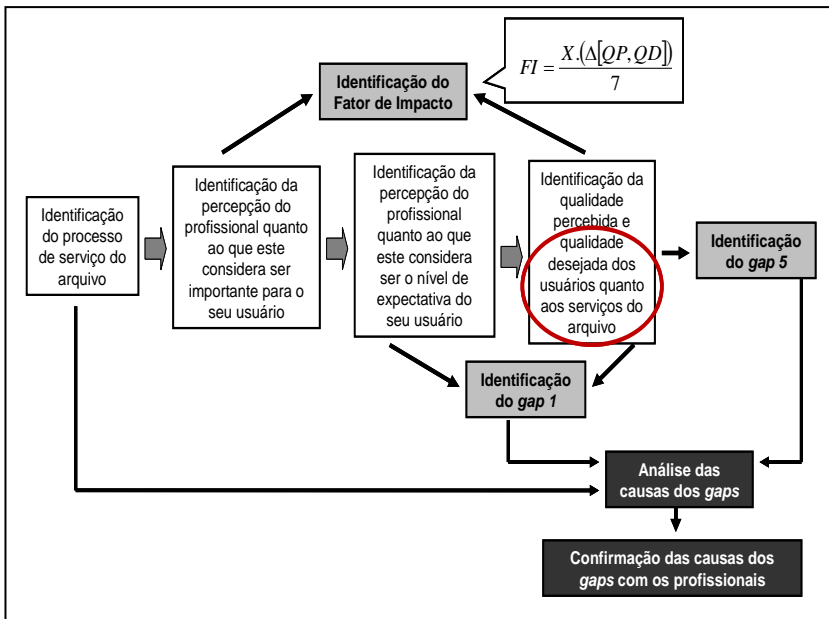 Identificação do
Fator de Impacto
FI = X.(Δ[QP,QD]) / 7
Identificação
do processo
de serviço do
arquivo
Identificação da
percepção do
profissional quanto
ao que este
considera ser
importante para o
seu usuário
Identificação da
percepção do
profissional quanto
ao que este considera
ser o nível de
expectativa do
seu usuário
Identificação da
qualidade
percebida e
qualidade
desejada dos
usuários quanto
aos serviços do
arquivo
Identificação
do gap 5
Identificação
do gap 1
Análise das
causas dos gaps
Confirmação das causas dos
gaps com os profissionais